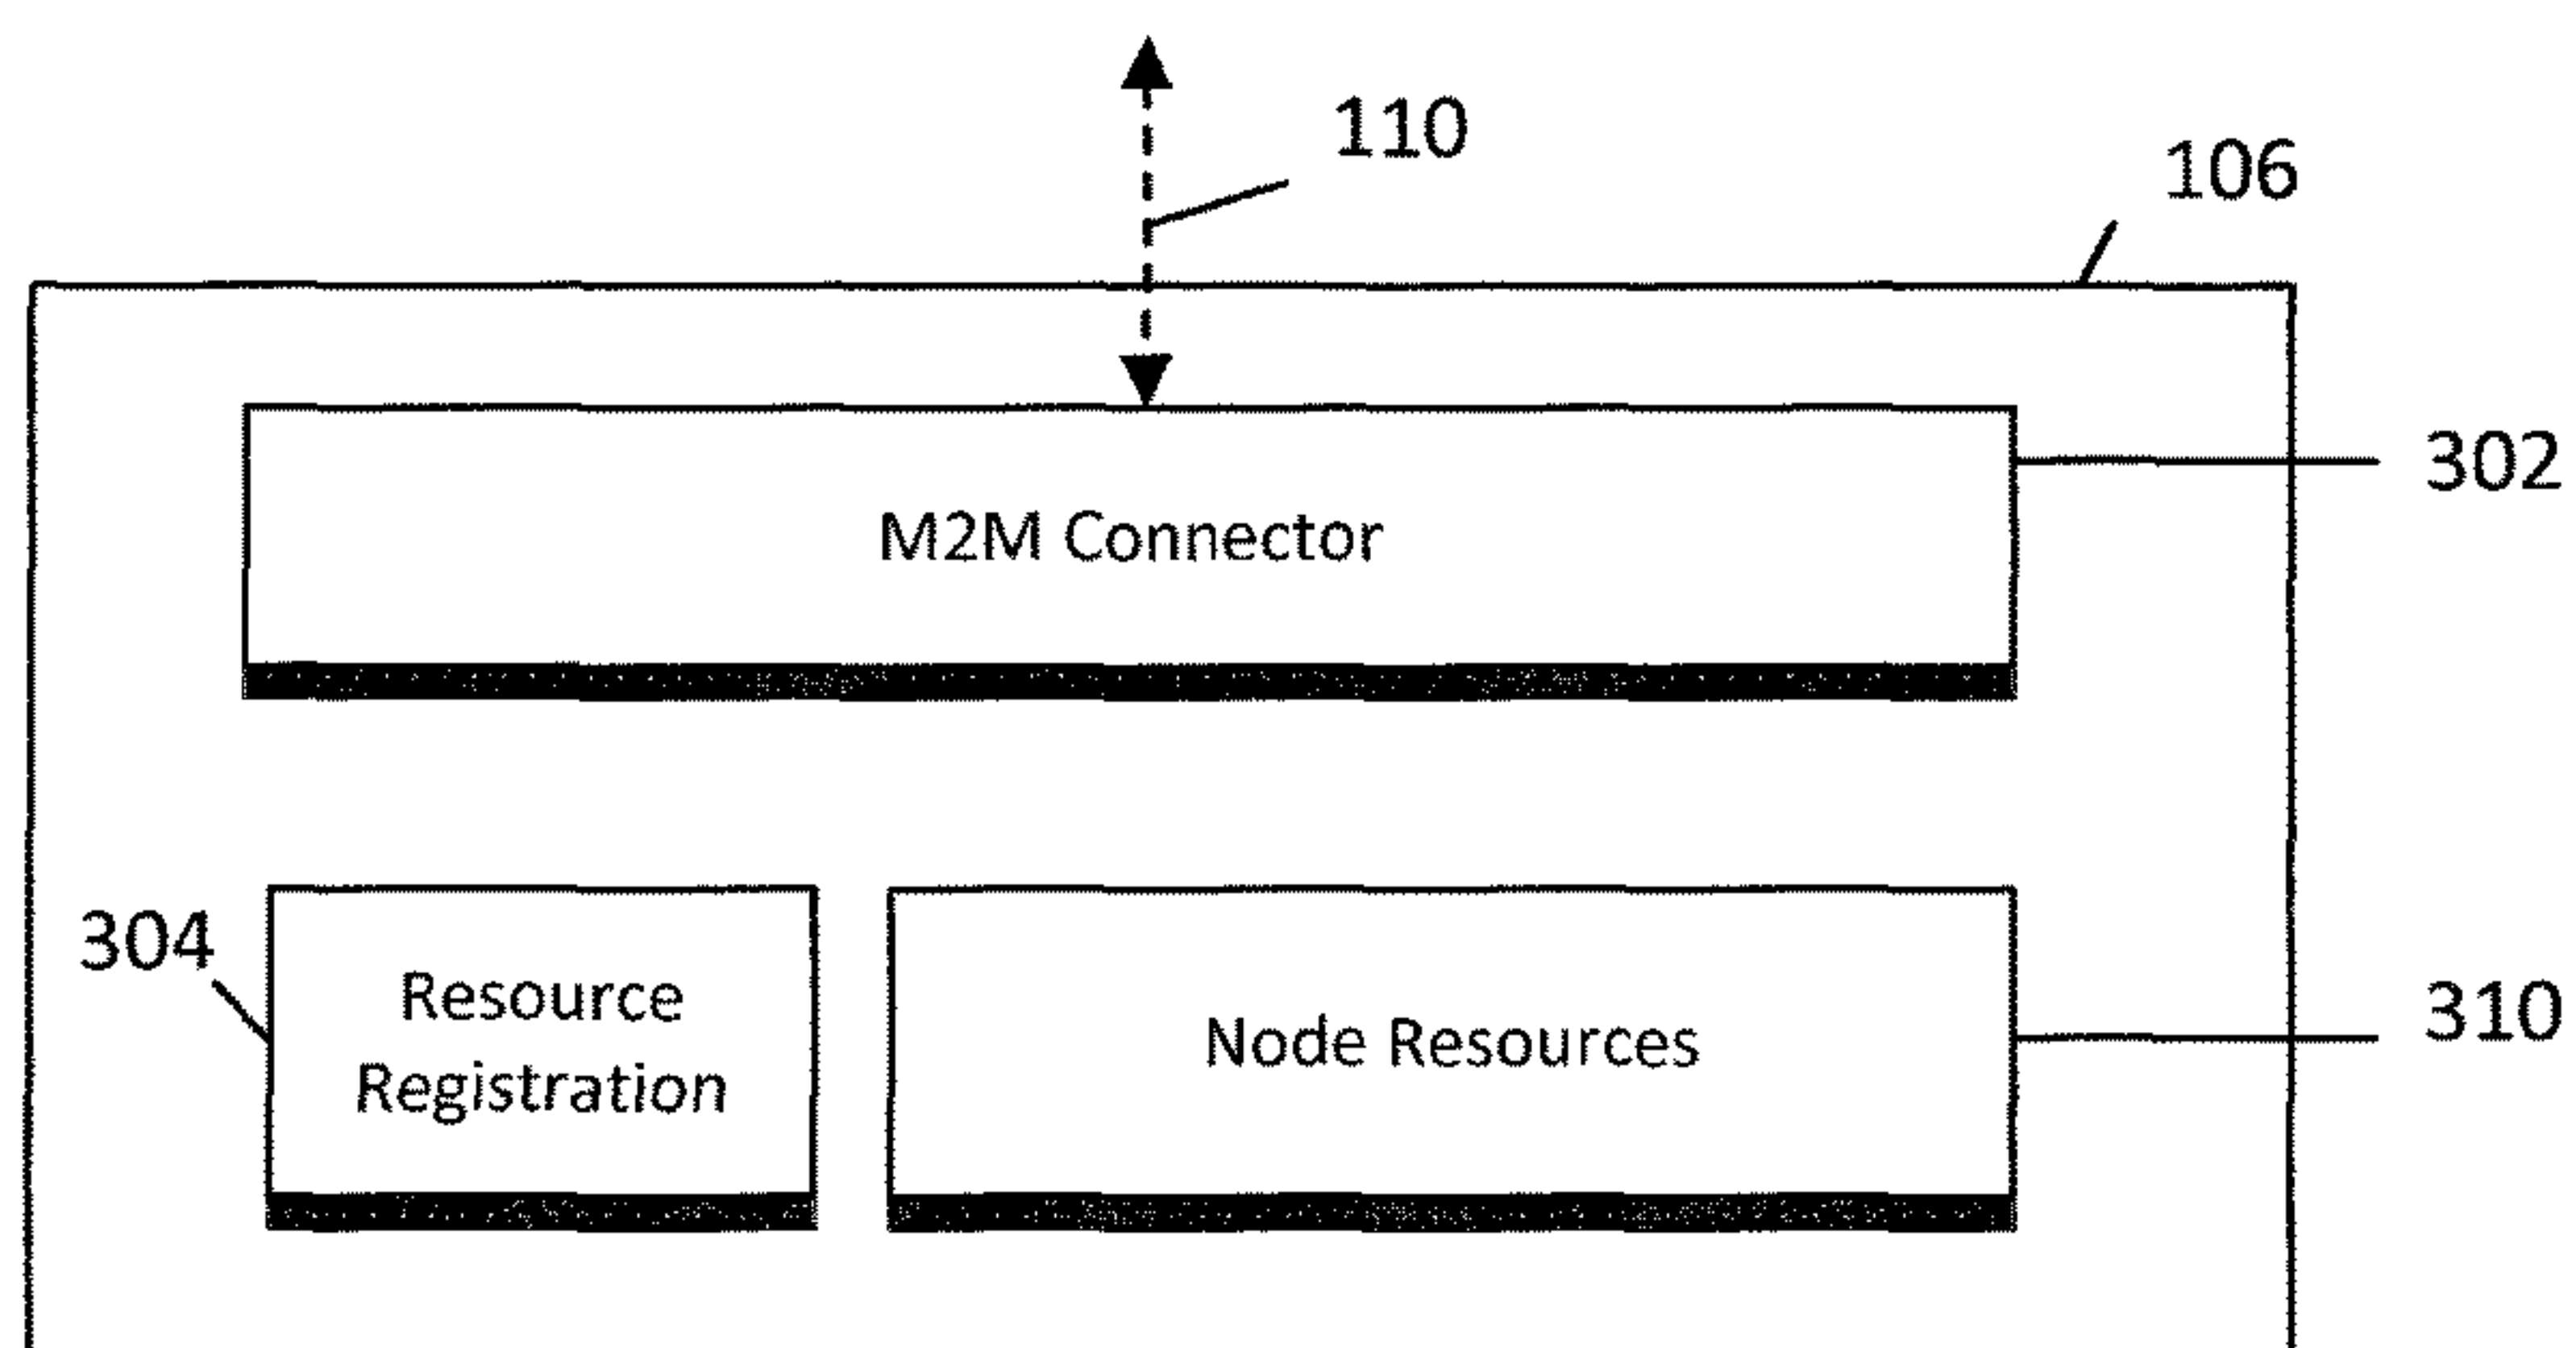 110
106
302
M2M Connector
304
Resource
Registration
Node Resources
310